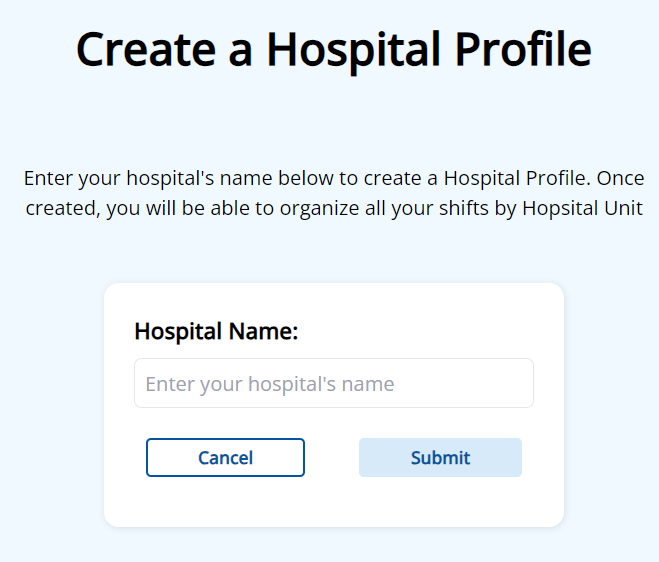 Create a Hospital Profile
Enter your hospital's name below to create a Hospital Profile. Once
created, you will be able to organize all your shifts by Hopsital Unit
Hospital Name:
Enter your hospital's name
Cancel
Submit